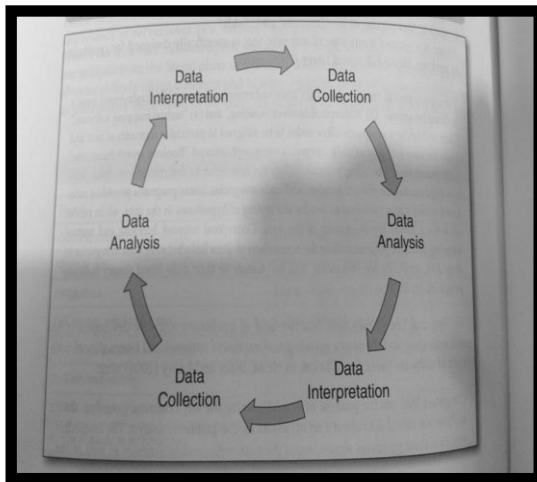 Data
Interpretation
Data
Collection
Data
Analysis
Data
Interpretation
Data
Collection
Data
Analysis